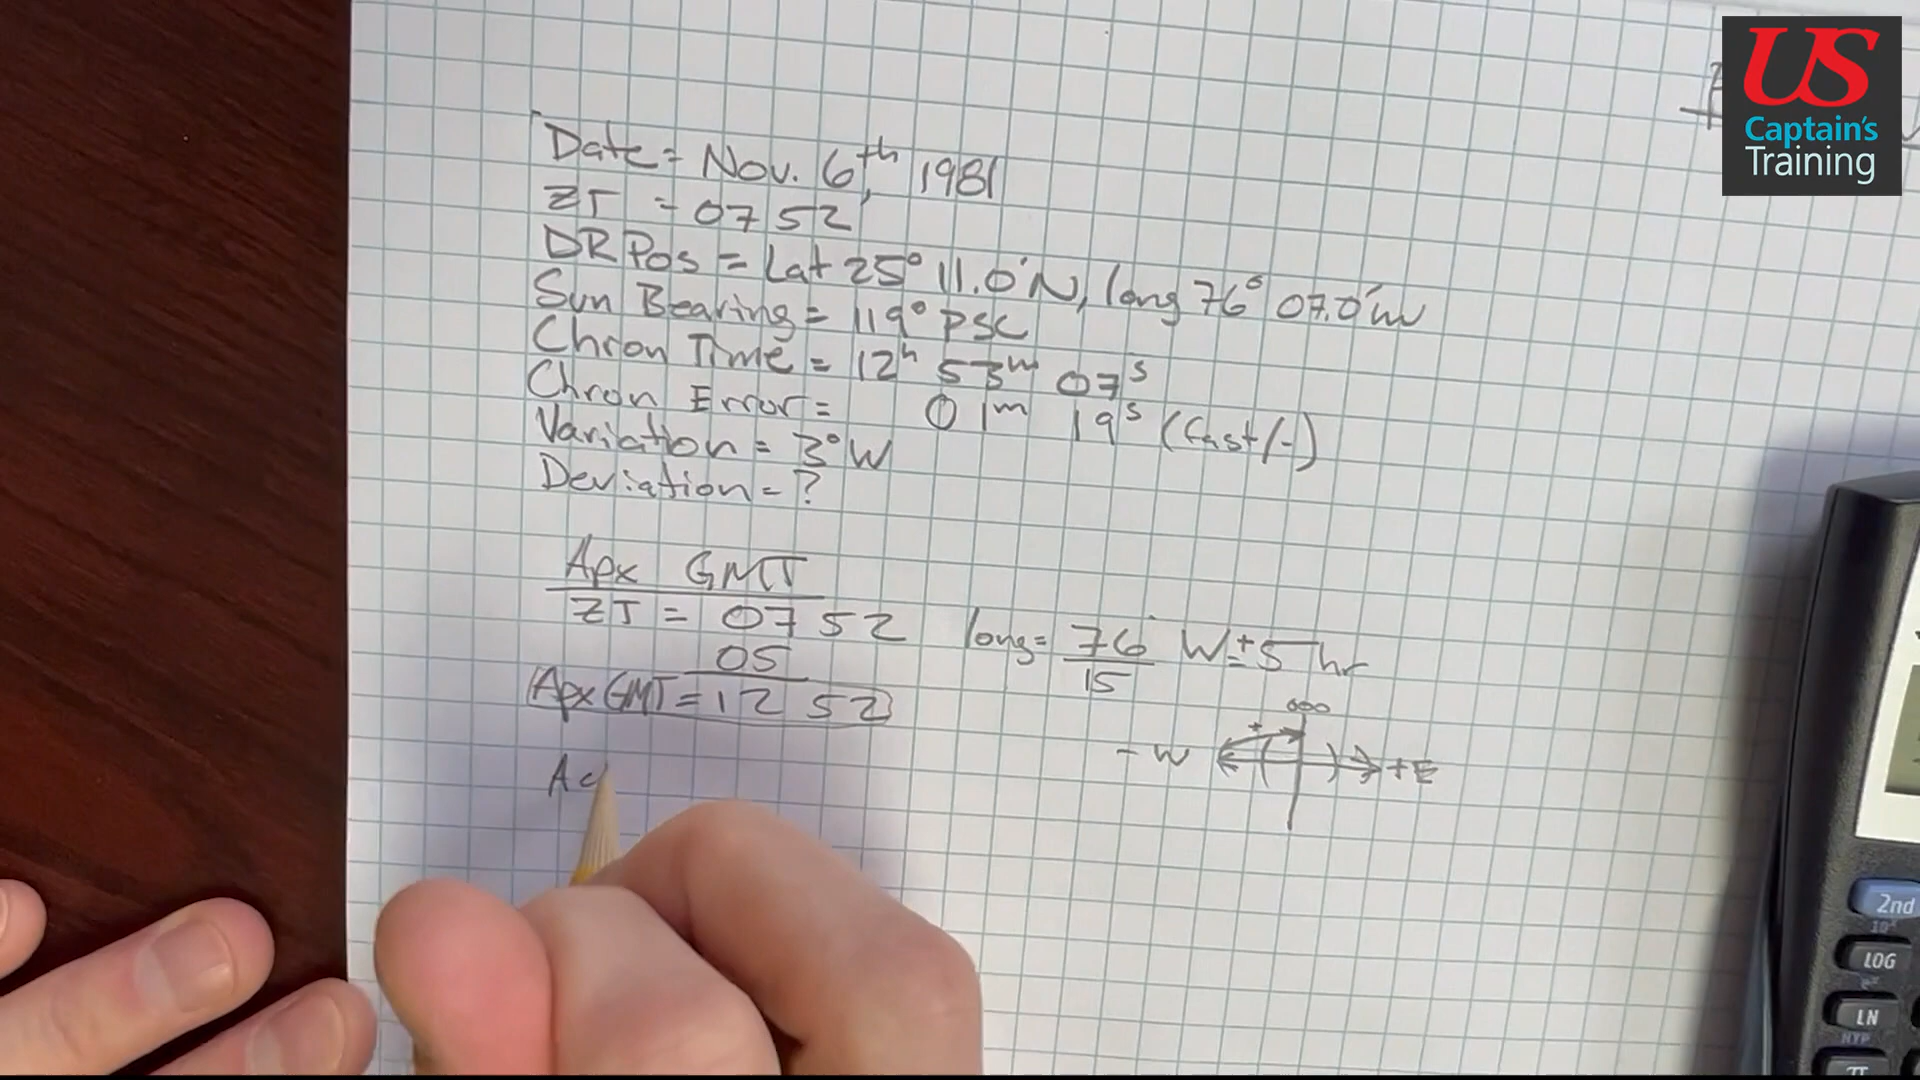 US
Captain's
Training
Date = Nov. 6th, 1981
ZT = 07 52
DR Pos = Lat 25° 11.0'N, long 76° 07.0'W
Sun Bearing = 119° PSC
Chron Time = 12h 53m 07s
Chron Error = 01m 19s (fast/-)
Variation = 3° W
Deviation = ?
Apx GMT
ZT = 07 52
05
Apx GMT = 12 52
long = 76 W = + 5 hr
15
000
+
- W
+E
Ac
2nd
LOG
LN
HYP
π